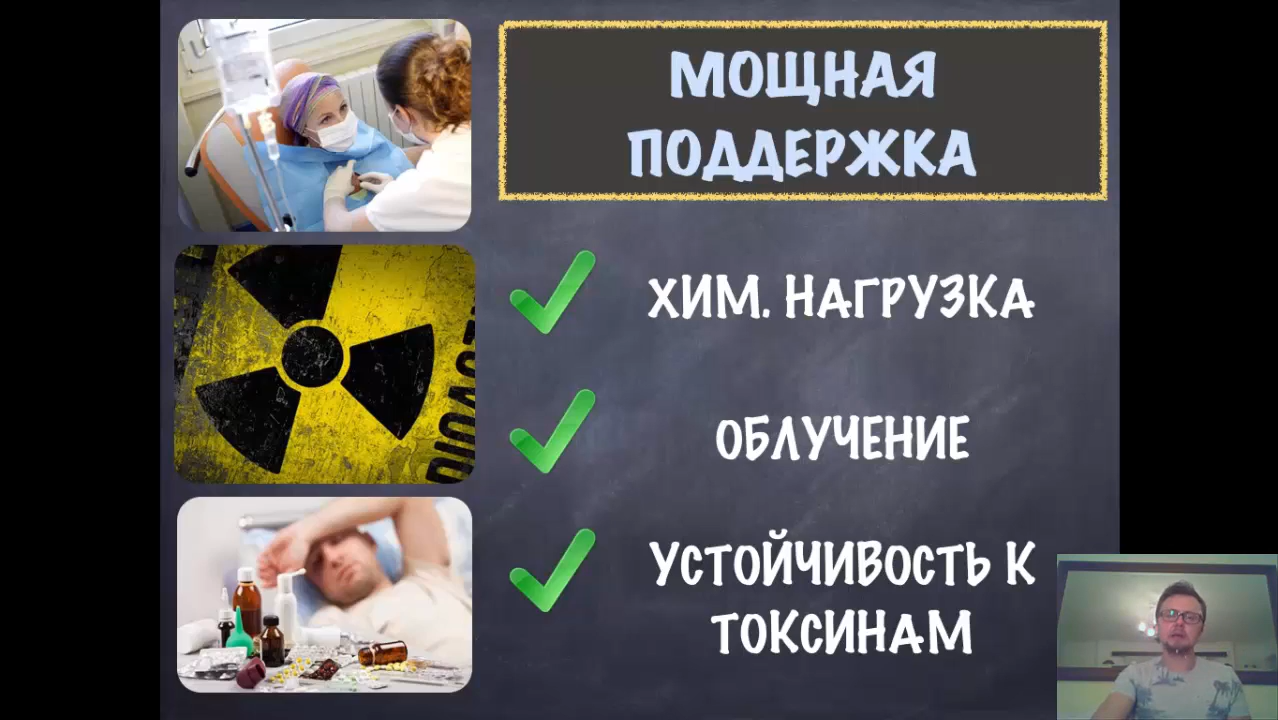 МОЩНАЯ
ПОДДЕРЖКА
ХИМ. НАГРУЗКА
ОБЛУЧЕНИЕ
УСТОЙЧИВОСТЬ К
ТОКСИНАМ